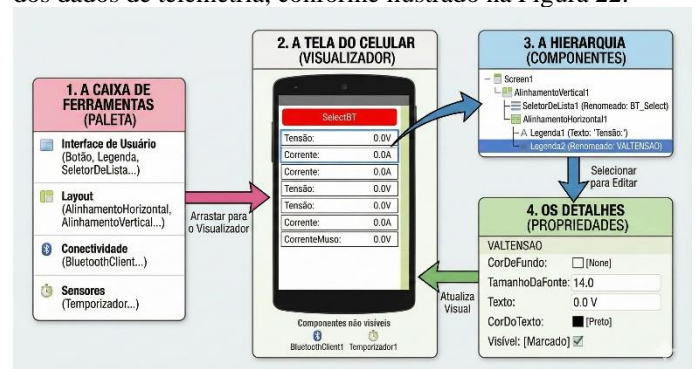 dos dados de telemetria, conforme ilustrado na Figura 22.
1. A CAIXA DE
FERRAMENTAS
(PALETA)
Interface de Usuário
(Botão, Legenda,
SeletorDeLista...)
Layout
(AlinhamentoHorizontal,
AlinhamentoVertical...)
Conectividade
(BluetoothClient...)
Sensores
(Temporizador...)
Arrastar para
o Visualizador
2. A TELA DO CELULAR
(VISUALIZADOR)
SelectBT
Tensão: 0.0V
Corrente: 0.0A
Corrente: 0.0A
Tensão: 0.0V
Tensão: 0.0V
Corrente: 0.0A
CorrenteMuso: 0.0V
Componentes não visíveis
BluetoothClient1 Temporizador1
3. A HIERARQUIA
(COMPONENTES)
Screen1
AlinhamentoVertical1
SeletorDeLista1 (Renomeado: BT_Select)
AlinhamentoHorizontal1
A Legenda1 (Texto: 'Tensão:')
Legenda2 (Renomeado: VALTENSAO)
Selecionar
para Editar
4. OS DETALHES
(PROPRIEDADES)
VALTENSAO
CorDeFundo: [None]
TamanhoDaFonte: 14.0
Texto: 0.0 V
CorDoTexto: [Preto]
Visível: [Marcado]
Atualiza
Visual